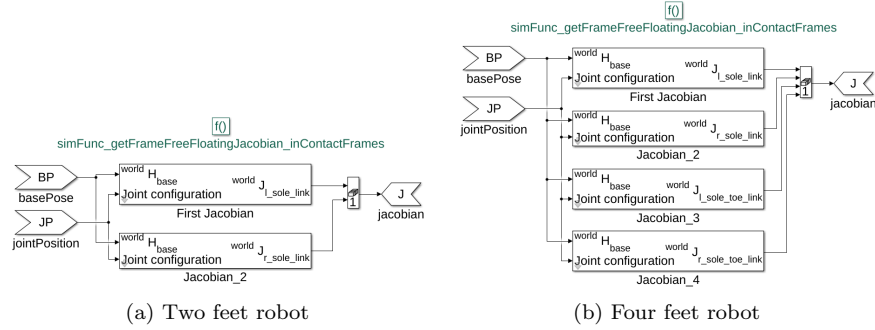 f()
simFunc_getFrameFreeFloatingJacobian_inContactFrames
BP
basePose
JP
jointPosition
world H base
Joint configuration
world J l_sole_link
First Jacobian
world H base
Joint configuration
world J r_sole_link
Jacobian_2
1
J
jacobian
(a) Two feet robot
f()
simFunc_getFrameFreeFloatingJacobian_inContactFrames
BP
basePose
JP
jointPosition
world H base
Joint configuration
world J l_sole_link
First Jacobian
world H base
Joint configuration
world J r_sole_link
Jacobian_2
world H base
Joint configuration
world J l_sole_toe_link
Jacobian_3
world H base
Joint configuration
world J r_sole_toe_link
Jacobian_4
1
J
jacobian
(b) Four feet robot